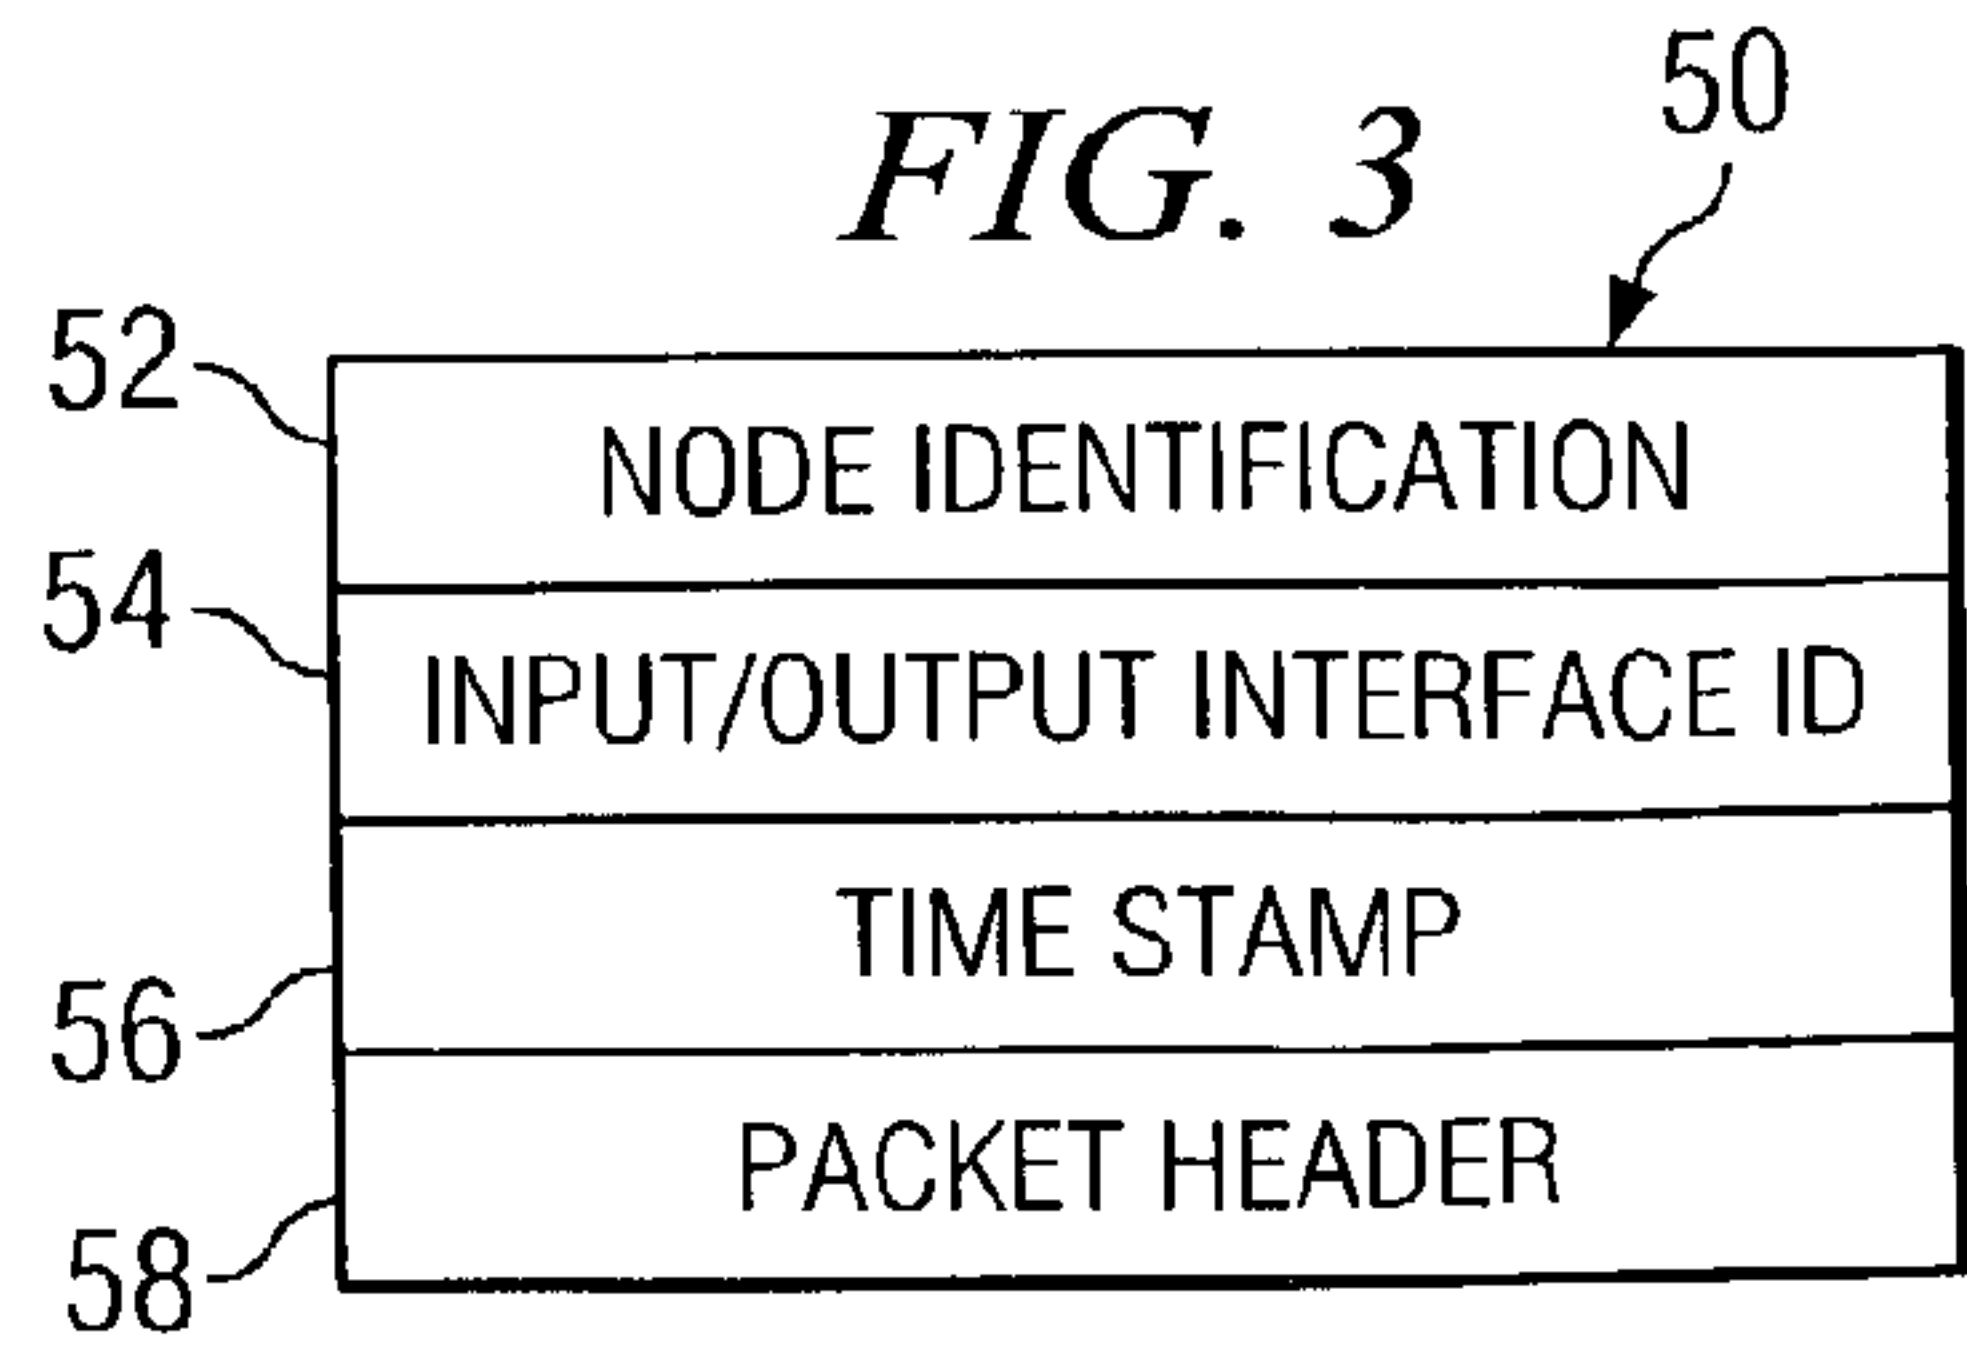 FIG. 3
50
52
NODE IDENTIFICATION
54
INPUT/OUTPUT INTERFACE ID
56
TIME STAMP
58
PACKET HEADER